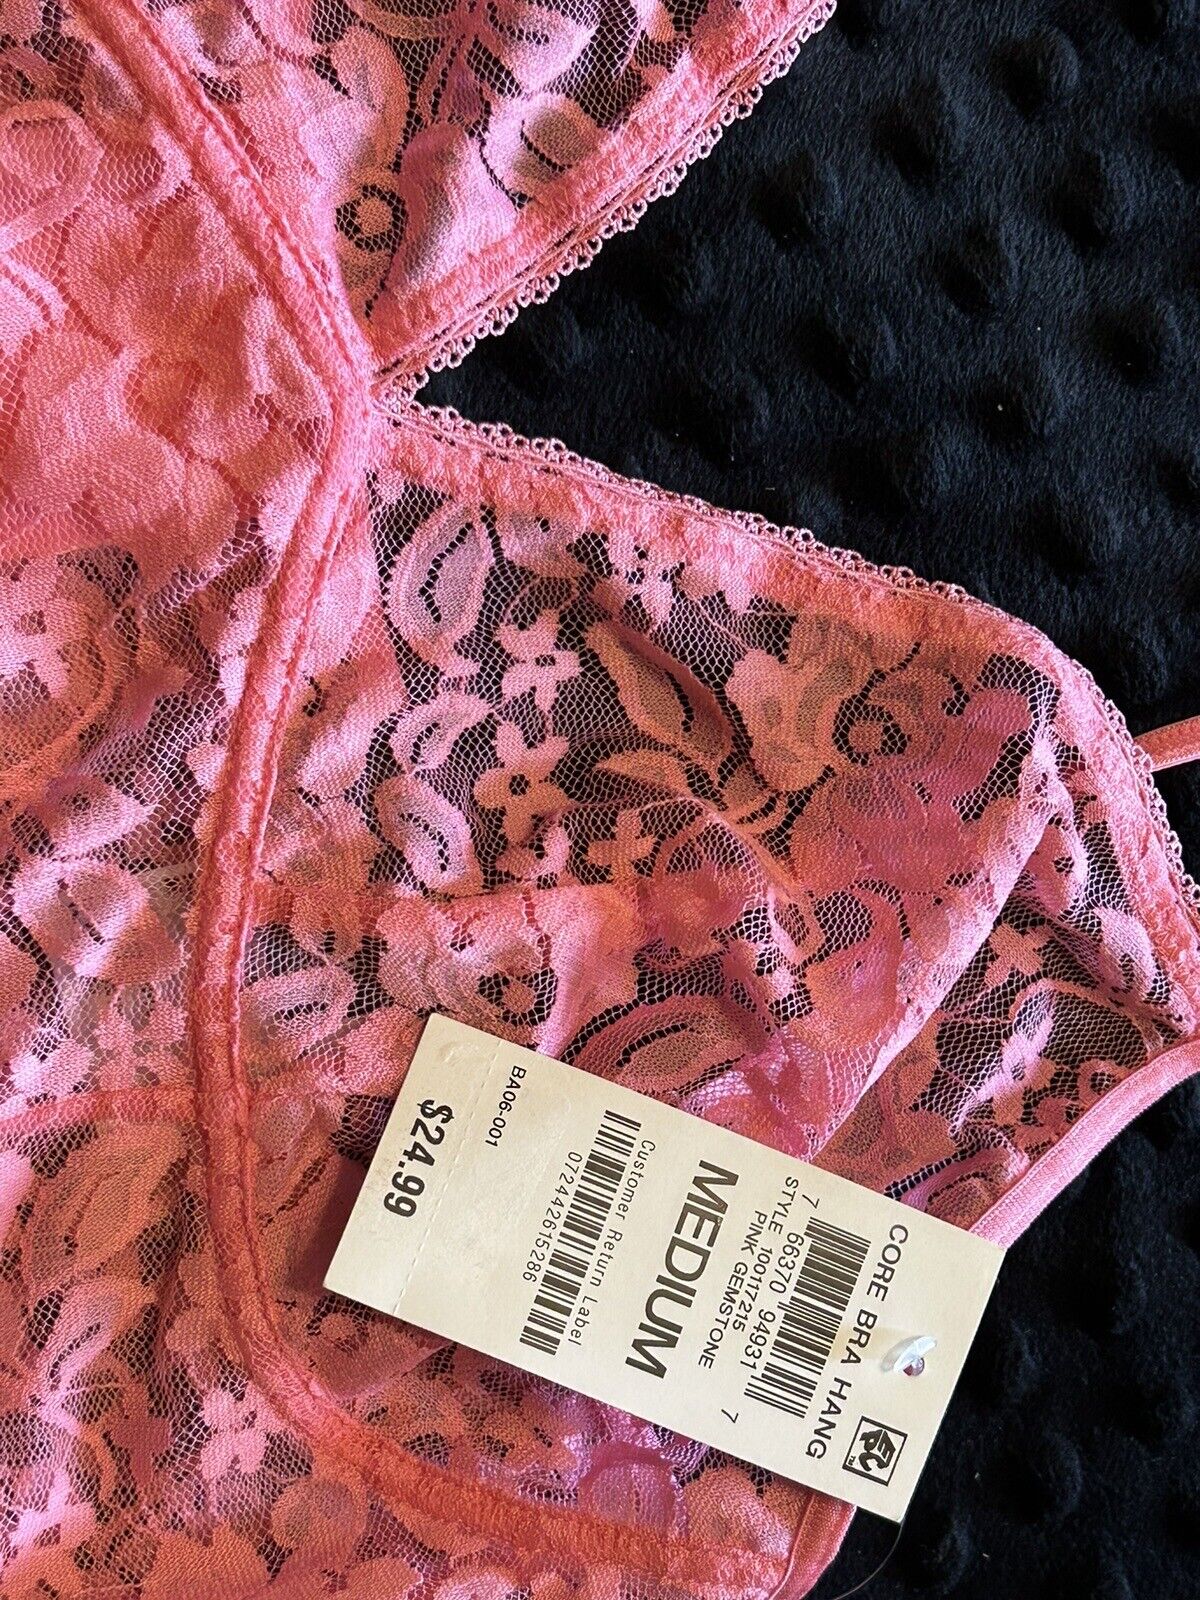 CORE BRA HANG
7 66370 94931 7
STYLE 100117215
PINK GEMSTONE
MEDIUM
Customer Return Label
072442615286
BA06-001
$24.99